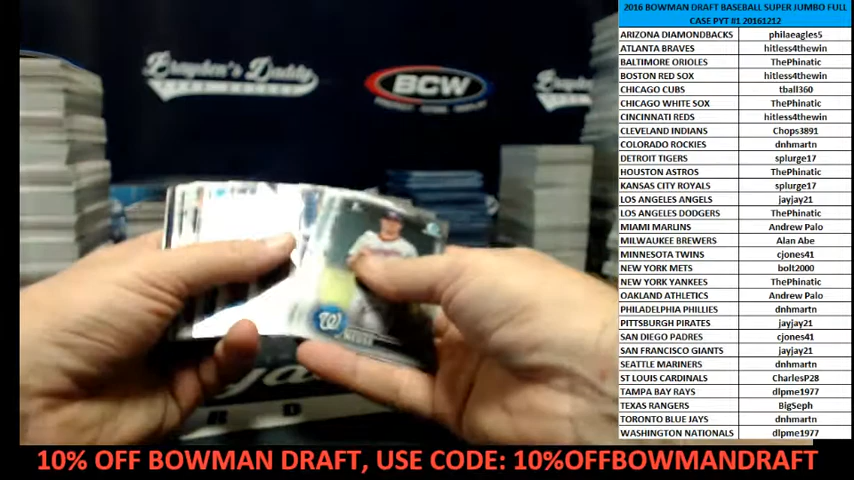 2016 BOWMAN DRAFT BASEBALL SUPER JUMBO FULL
CASE PYT #1 20161212
ARIZONA DIAMONDBACKS philaeagles5
ATLANTA BRAVES hitless4thewin
BALTIMORE ORIOLES ThePhinatic
BOSTON RED SOX hitless4thewin
CHICAGO CUBS tball360
CHICAGO WHITE SOX ThePhinatic
CINCINNATI REDS hitless4thewin
CLEVELAND INDIANS Chops3891
COLORADO ROCKIES dnhmartn
DETROIT TIGERS splurge17
HOUSTON ASTROS ThePhinatic
KANSAS CITY ROYALS splurge17
LOS ANGELES ANGELS jayjay21
LOS ANGELES DODGERS ThePhinatic
MIAMI MARLINS Andrew Palo
MILWAUKEE BREWERS Alan Abe
MINNESOTA TWINS cjones41
NEW YORK METS bolt2000
NEW YORK YANKEES ThePhinatic
OAKLAND ATHLETICS Andrew Palo
PHILADELPHIA PHILLIES dnhmartn
PITTSBURGH PIRATES jayjay21
SAN DIEGO PADRES cjones41
SAN FRANCISCO GIANTS jayjay21
SEATTLE MARINERS dnhmartn
ST LOUIS CARDINALS CharlesP28
TAMPA BAY RAYS dlpme1977
TEXAS RANGERS BigSeph
TORONTO BLUE JAYS dnhmartn
WASHINGTON NATIONALS dlpme1977
Brayden's Daddy
BCW
W
10% OFF BOWMAN DRAFT, USE CODE: 10%OFFBOWMANDRAFT